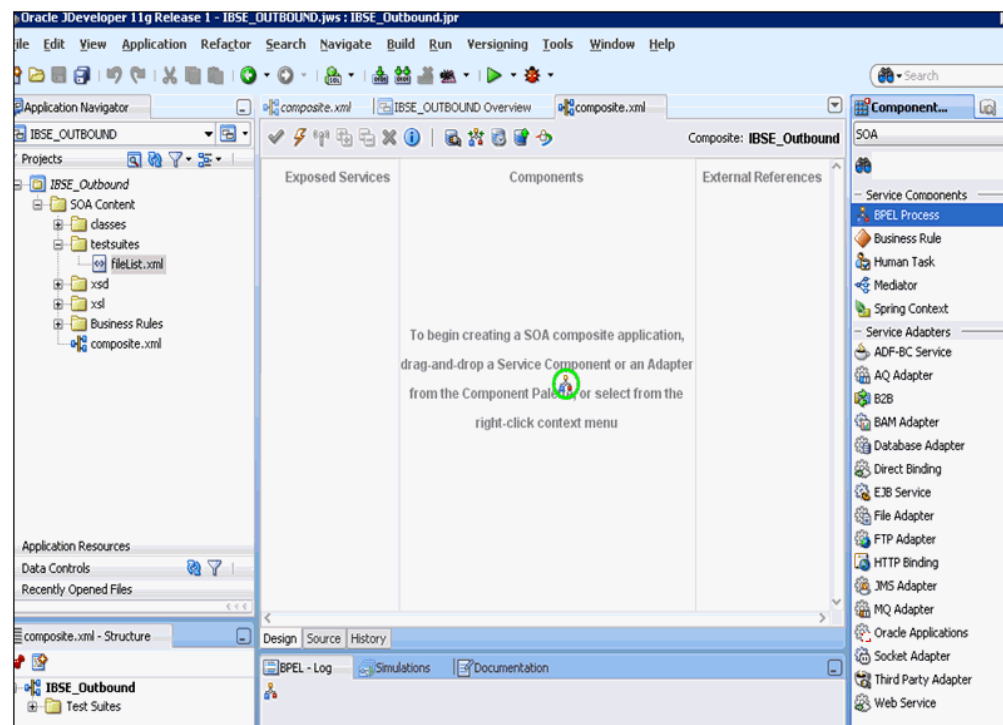 Oracle JDeveloper 11g Release 1 - IBSE_OUTBOUND.jws : IBSE_Outbound.jpr
File Edit View Application Refactor Search Navigate Build Run Versioning Tools Window Help
Search
Application Navigator
composite.xml
IBSE_OUTBOUND Overview
composite.xml
Component...
IBSE_OUTBOUND
Composite: IBSE_Outbound
SOA
Projects
IBSE_Outbound
SOA Content
classes
testsuites
fileList.xml
xsd
xsl
Business Rules
composite.xml
Application Resources
Data Controls
Recently Opened Files
composite.xml - Structure
IBSE_Outbound
Test Suites
Exposed Services
Components
External References
To begin creating a SOA composite application,
drag-and-drop a Service Component or an Adapter
from the Component Palette, or select from the
right-click context menu
Design Source History
BPEL - Log
Simulations
Documentation
Service Components
BPEL Process
Business Rule
Human Task
Mediator
Spring Context
Service Adapters
ADF-BC Service
AQ Adapter
B2B
BAM Adapter
Database Adapter
Direct Binding
EJB Service
File Adapter
FTP Adapter
HTTP Binding
JMS Adapter
MQ Adapter
Oracle Applications
Socket Adapter
Third Party Adapter
Web Service